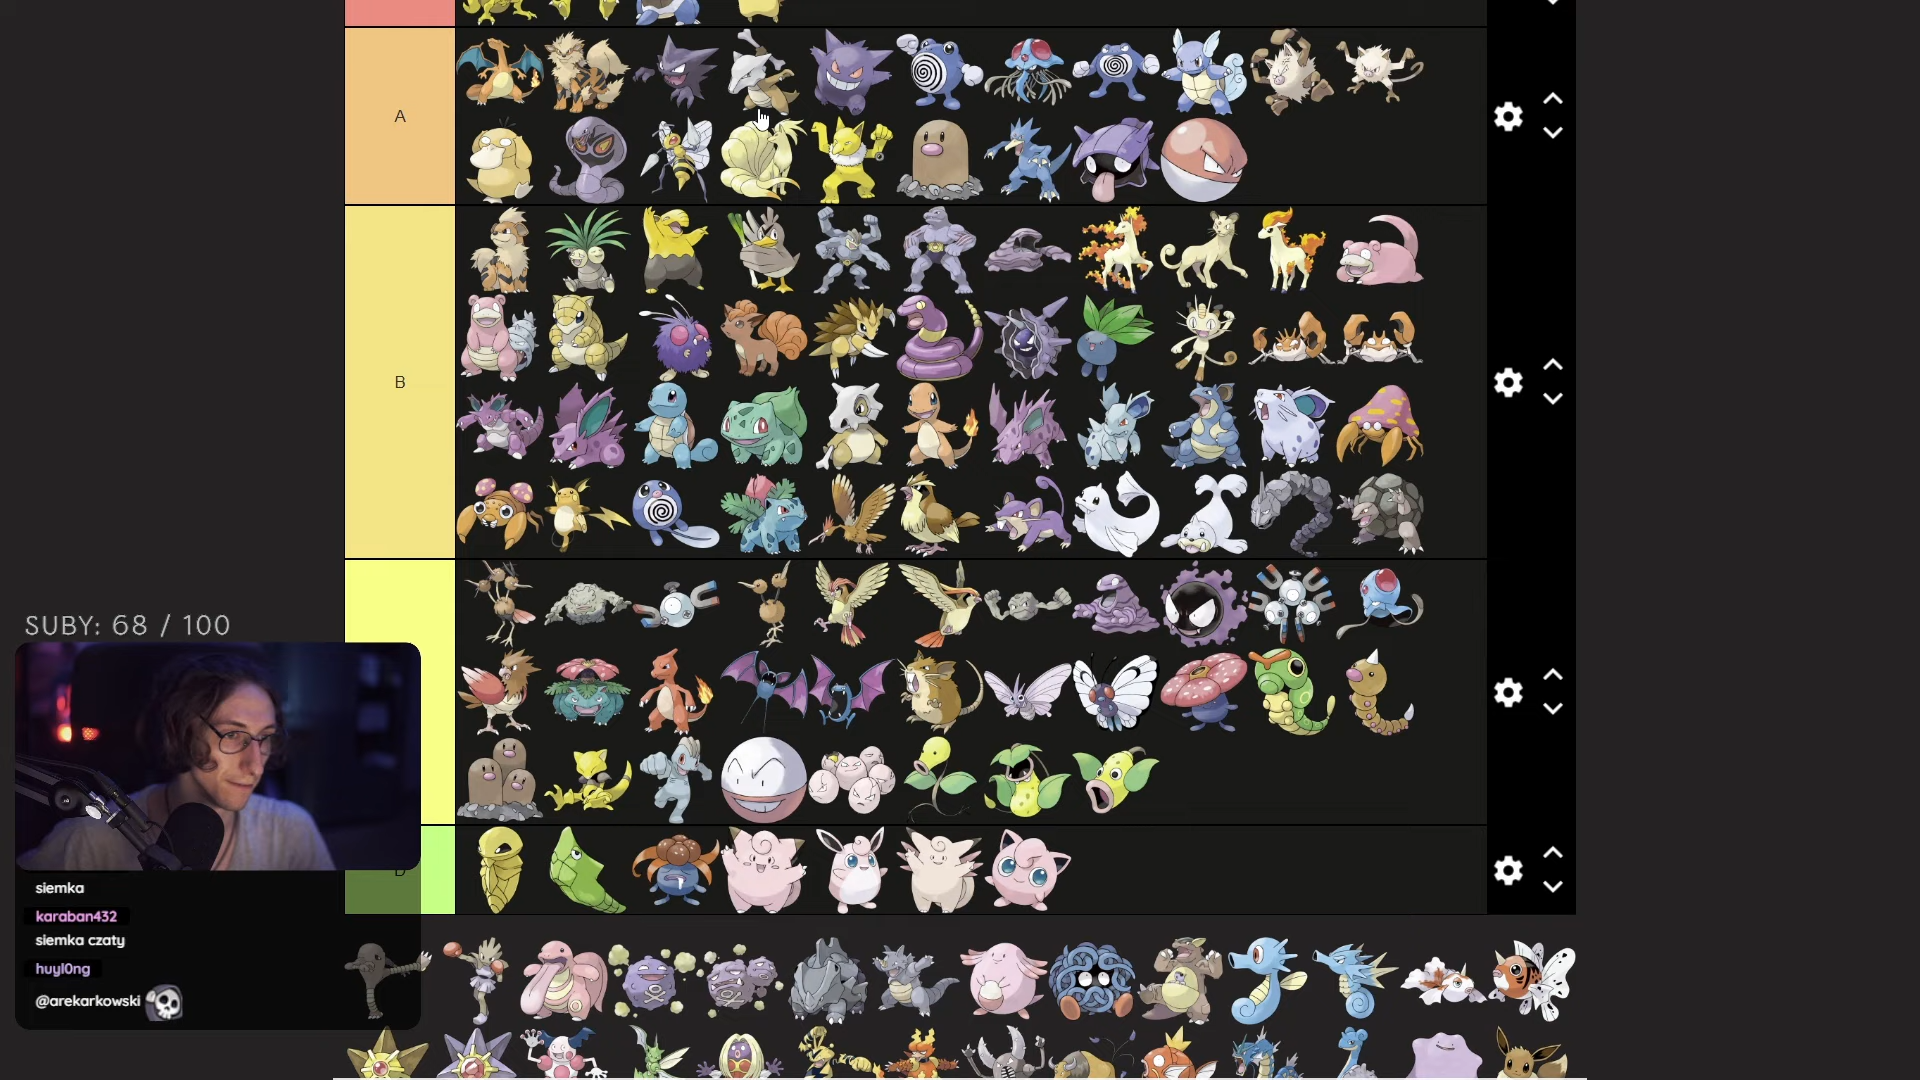 A
B
SUBY: 68 / 100
D
siemka
karaban432
siemka czaty
huyl0ng
@arekarkowski